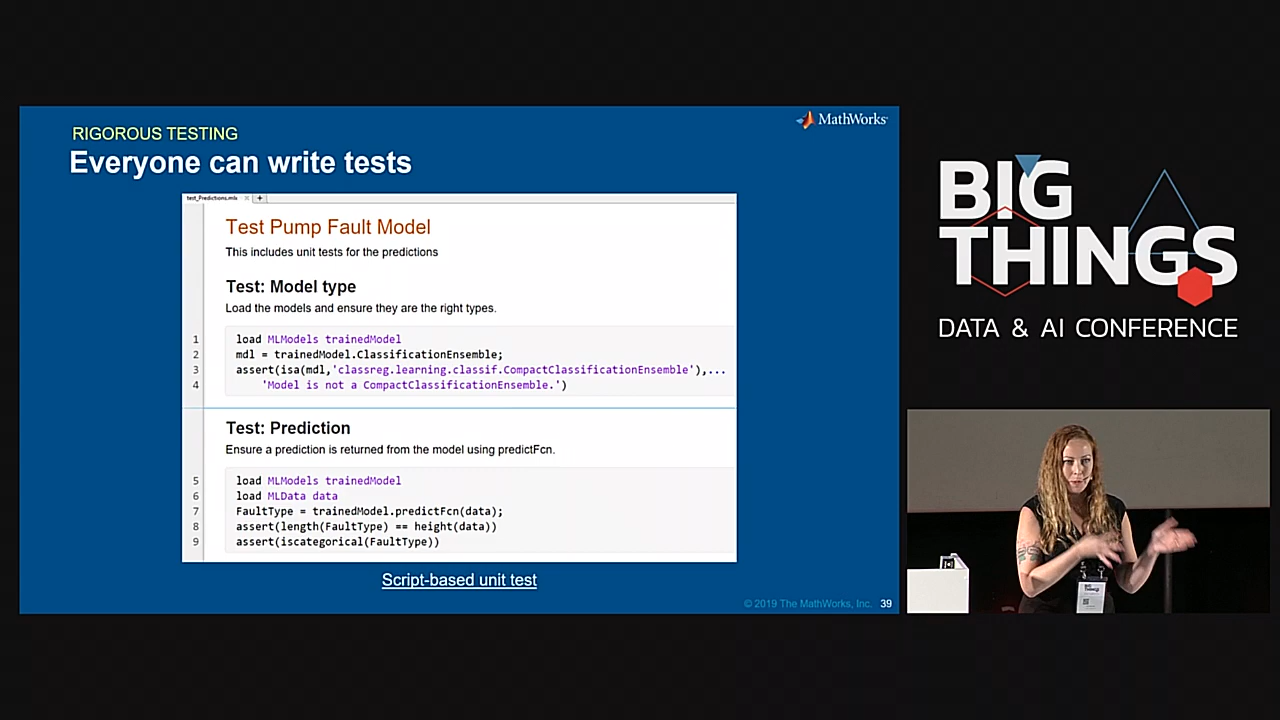 RIGOROUS TESTING
MathWorks
Everyone can write tests
test_Predictions.mlx
Test Pump Fault Model
This includes unit tests for the predictions
Test: Model type
Load the models and ensure they are the right types.
1 load MLModels trainedModel
2 mdl = trainedModel.ClassificationEnsemble;
3 assert(isa(mdl,'classreg.learning.classif.CompactClassificationEnsemble'),...
4 'Model is not a CompactClassificationEnsemble.')
Test: Prediction
Ensure a prediction is returned from the model using predictFcn.
5 load MLModels trainedModel
6 load MLData data
7 FaultType = trainedModel.predictFcn(data);
8 assert(length(FaultType) == height(data))
9 assert(iscategorical(FaultType))
Script-based unit test
© 2019 The MathWorks, Inc. 39
BIG
THINGS
DATA & AI CONFERENCE
BIG
THINGS